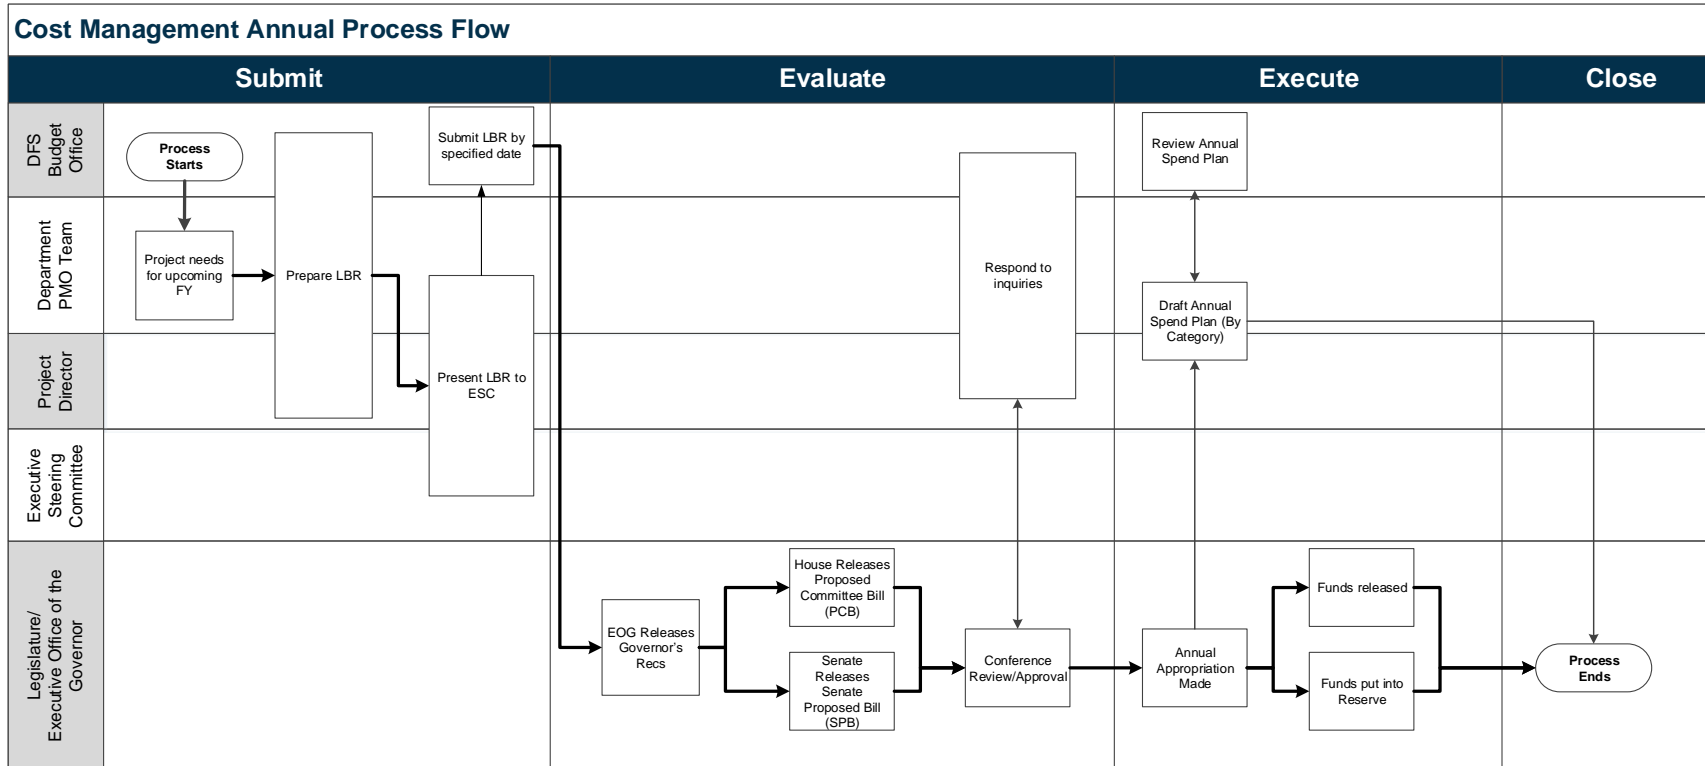 Cost Management Annual Process Flow
Submit
Evaluate
Execute
Close
DFS
Budget
Office
Process
Starts
Submit LBR by
specified date
Review Annual
Spend Plan
Department
PMO Team
Project needs
for upcoming
FY
Prepare LBR
Respond to
inquiries
Draft Annual
Spend Plan (By
Category)
Project
Director
Present LBR to
ESC
Executive
Steering
Committee
Legislature/
Executive Office of the
Governor
EOG Releases
Governor's
Recs
House Releases
Proposed
Committee Bill
(PCB)
Senate
Releases
Senate
Proposed Bill
(SPB)
Conference
Review/Approval
Annual
Appropriation
Made
Funds released
Funds put into
Reserve
Process
Ends